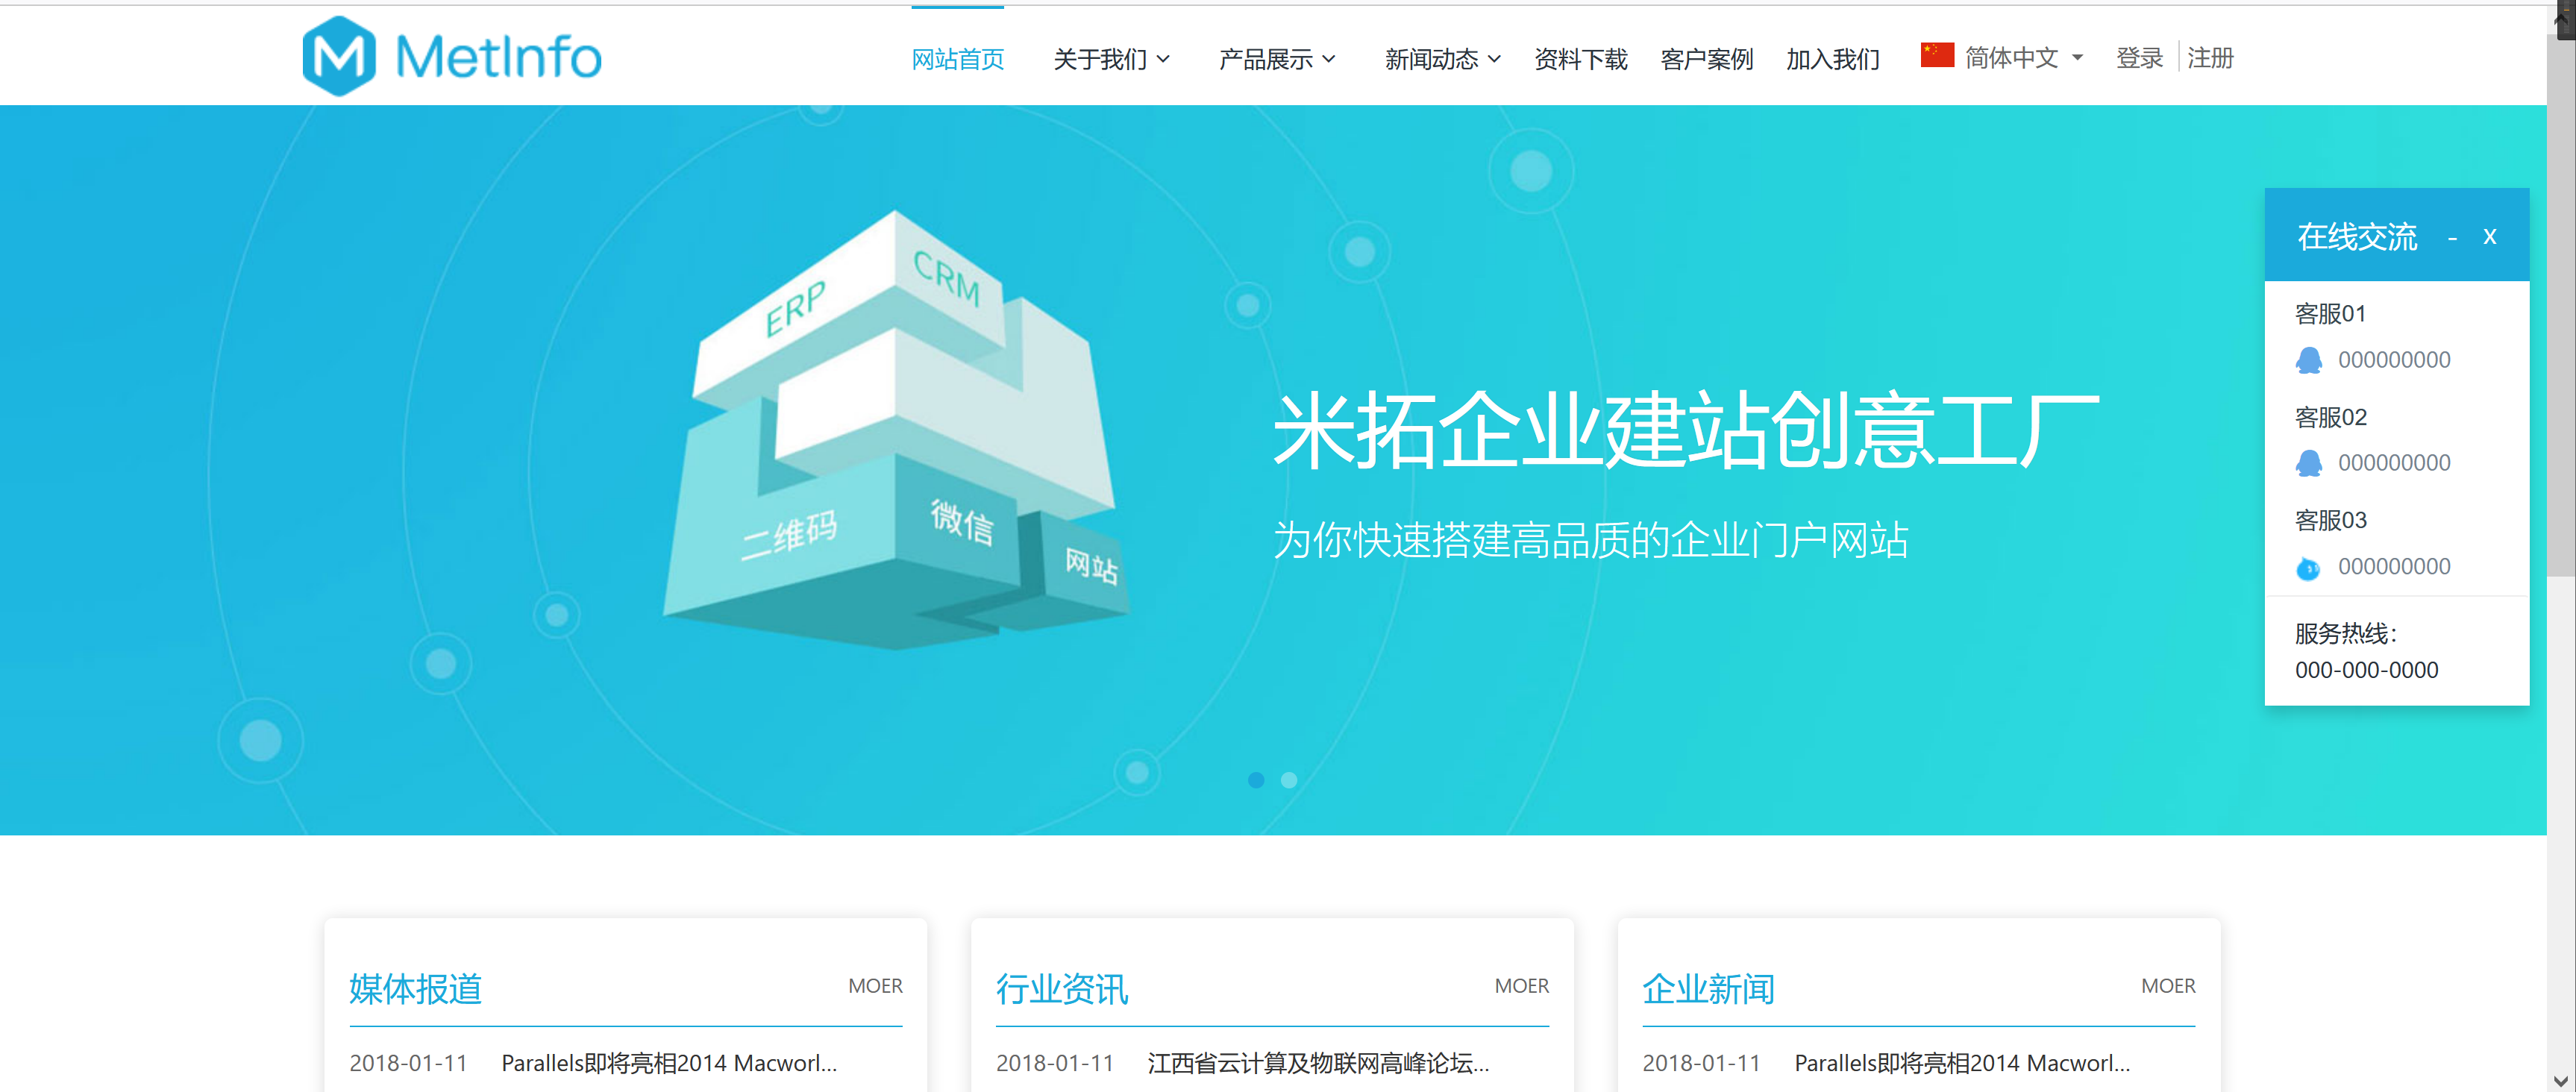 MetInfo
网站首页 关于我们 产品展示 新闻动态 资料下载 客户案例 加入我们 简体中文 登录 注册
ERP
CRM
二维码
微信
网站
米拓企业建站创意工厂
为你快速搭建高品质的企业门户网站
在线交流 - x
客服01
000000000
客服02
000000000
客服03
000000000
服务热线:
000-000-0000
媒体报道 MOER
2018-01-11 Parallels即将亮相2014 Macworl...
行业资讯 MOER
2018-01-11 江西省云计算及物联网高峰论坛...
企业新闻 MOER
2018-01-11 Parallels即将亮相2014 Macworl...